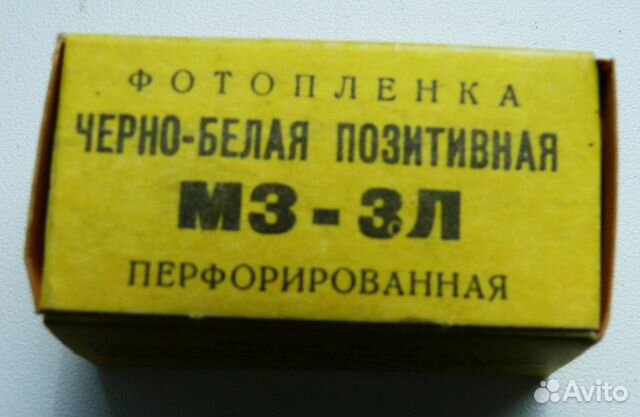 ФОТОПЛЕНКА
ЧЕРНО-БЕЛАЯ ПОЗИТИВНАЯ
МЗ-3Л
ПЕРФОРИРОВАННАЯ
Avito